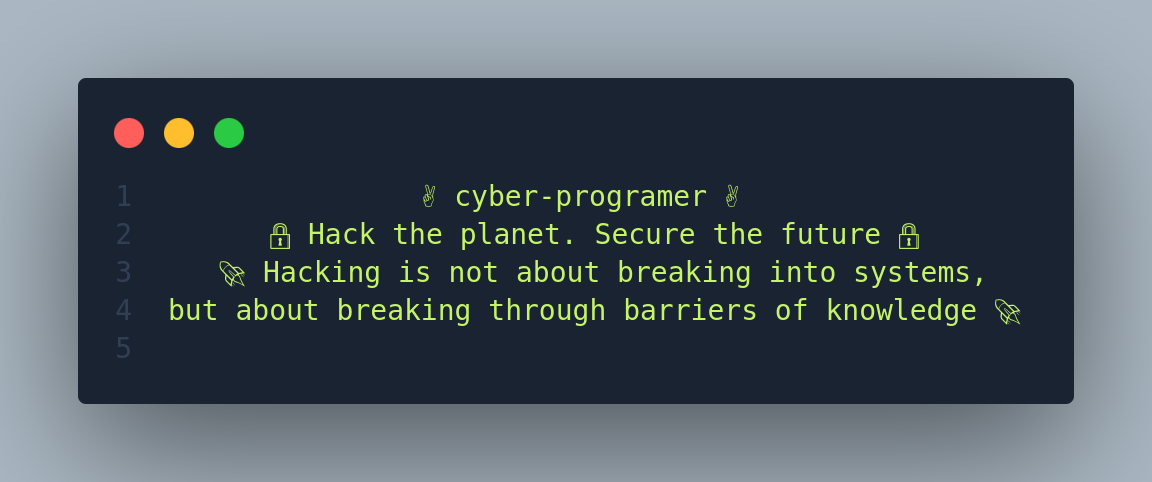 1 ✌ cyber-programer ✌
2 🔒 Hack the planet. Secure the future 🔒
3 🚀 Hacking is not about breaking into systems,
4 but about breaking through barriers of knowledge 🚀
5